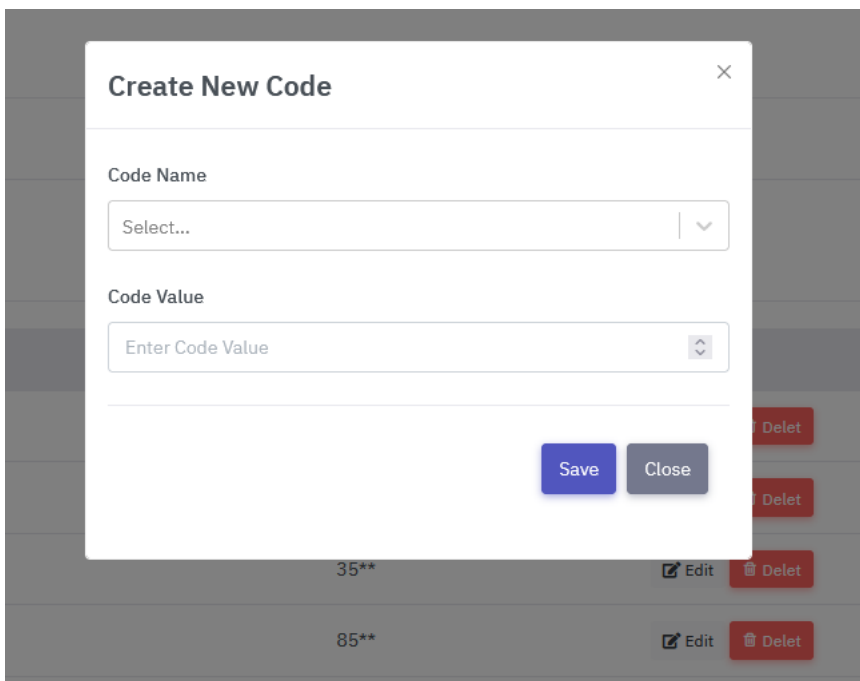 Create New Code
Code Name
Select...
Code Value
Enter Code Value
Delet
Save Close
Delet
35** Edit Delet
85** Edit Delet